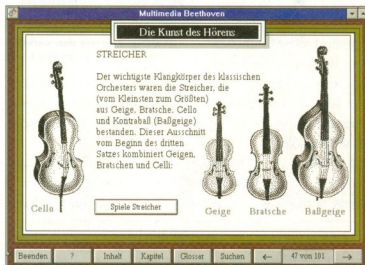 Multimedia Beethoven
Die Kunst des Hörens
STREICHER
Der wichtigste Klangkörper des klassischen
Orchesters waren die Streicher, die
(vom Kleinsten zum Größten)
aus Geige, Bratsche, Cello
und Kontrabaß (Baßgeige)
bestanden. Dieser Ausschnitt
vom Beginn des dritten
Satzes kombiniert Geigen,
Bratschen und Celli:
Spiele Streicher
Cello
Geige Bratsche Baßgeige
Beenden ? Inhalt Kapitel Glossar Suchen ← 47 von 101 →